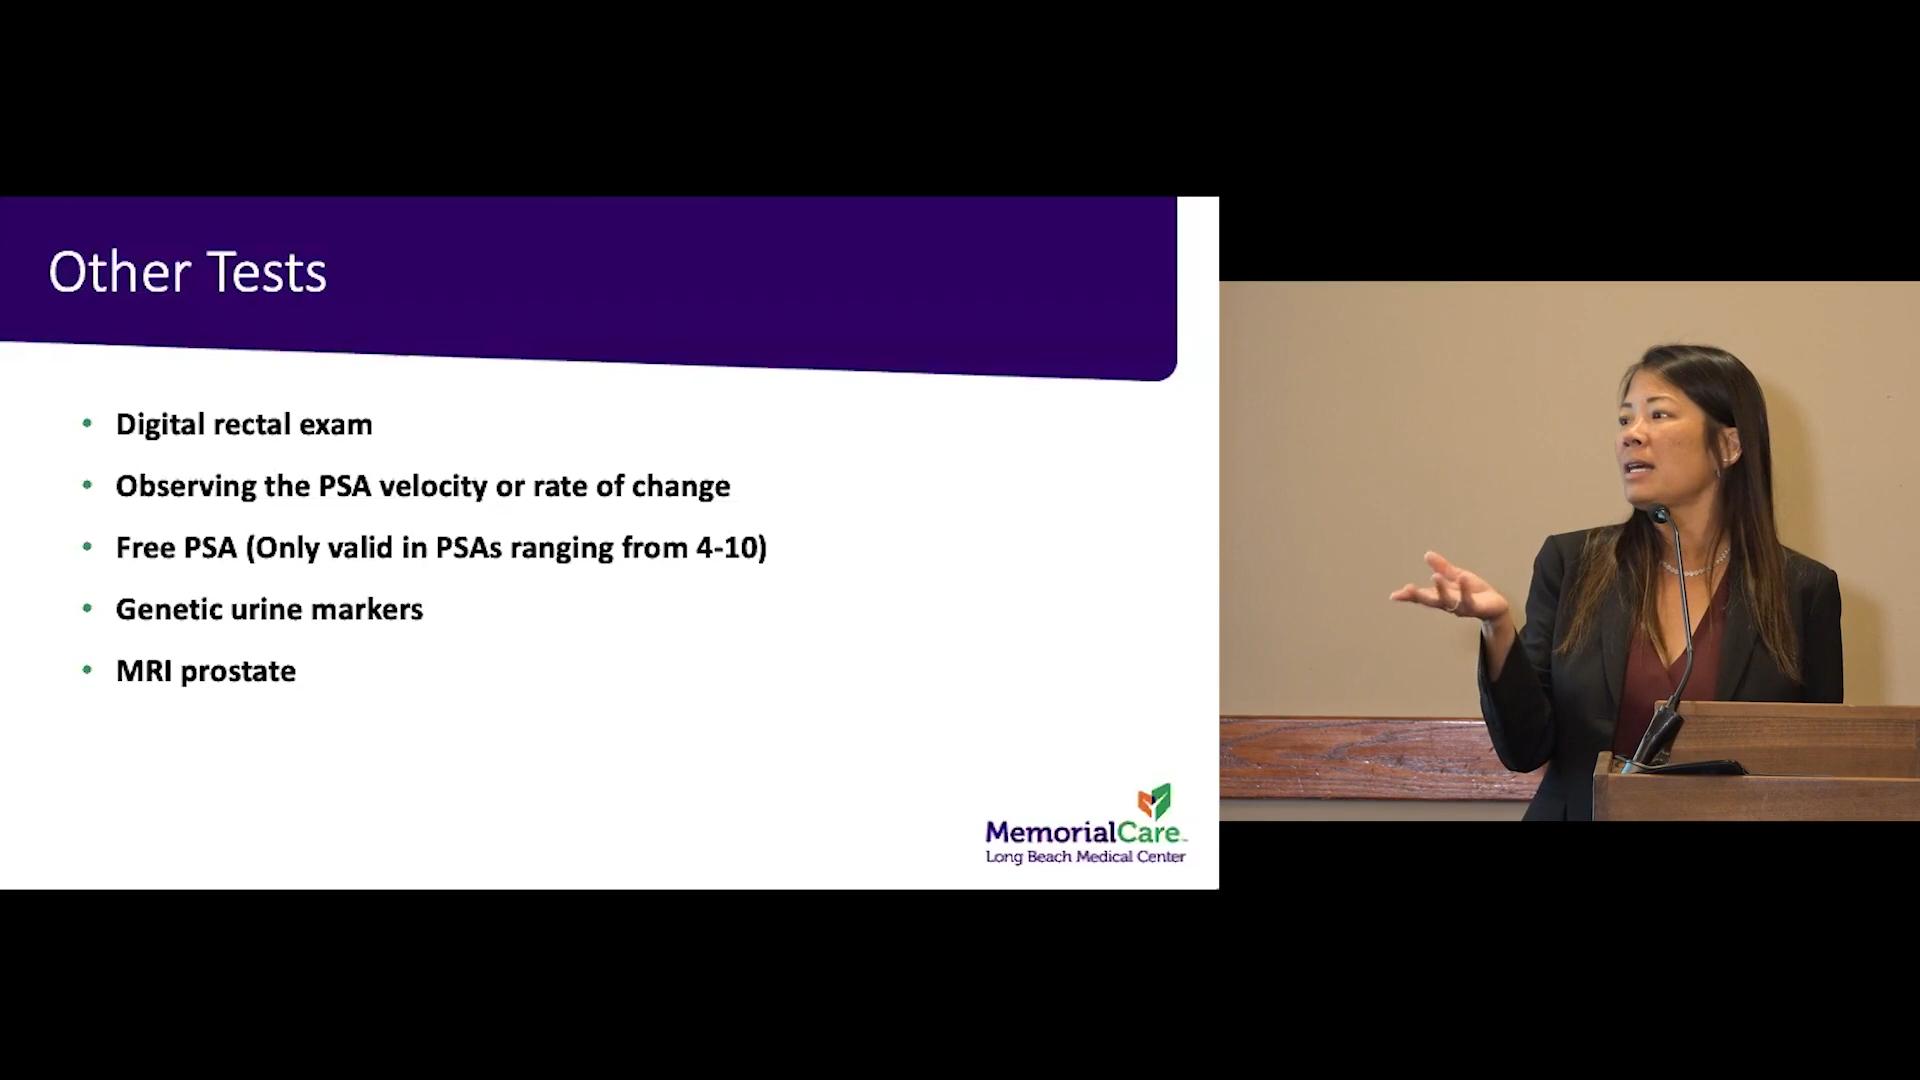 Other Tests
• Digital rectal exam
• Observing the PSA velocity or rate of change
• Free PSA (Only valid in PSAs ranging from 4-10)
• Genetic urine markers
• MRI prostate
MemorialCare™
Long Beach Medical Center